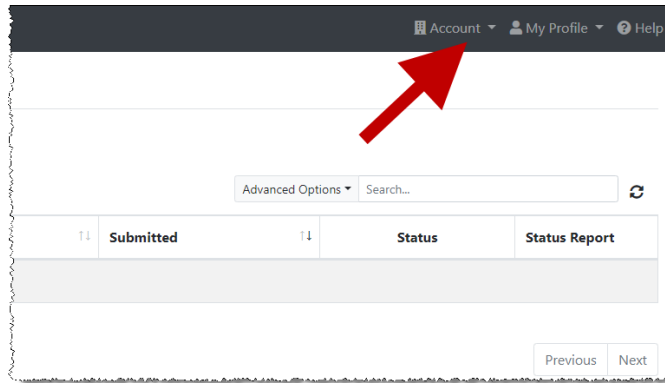 Account My Profile Help
Advanced Options Search...
Submitted Status Status Report
Previous Next